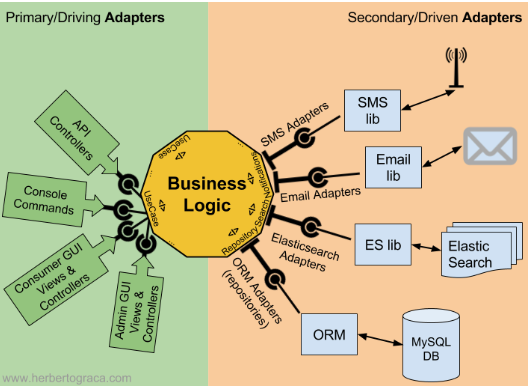 Primary/Driving Adapters
Secondary/Driven Adapters
API
Controllers
Console
Commands
Consumer GUI
Views &
Controllers
Admin GUI
Views &
Controllers
UseCase
...
<>
UseCase
...
<>
Business
Logic
Notifications
...
<>
Repository
Search
<>
<>
SMS Adapters
SMS
lib
Email Adapters
Email
lib
Elasticsearch
Adapters
ES lib
Elastic
Search
ORM Adapters
(repositories)
ORM
MySQL
DB
www.herbertograca.com